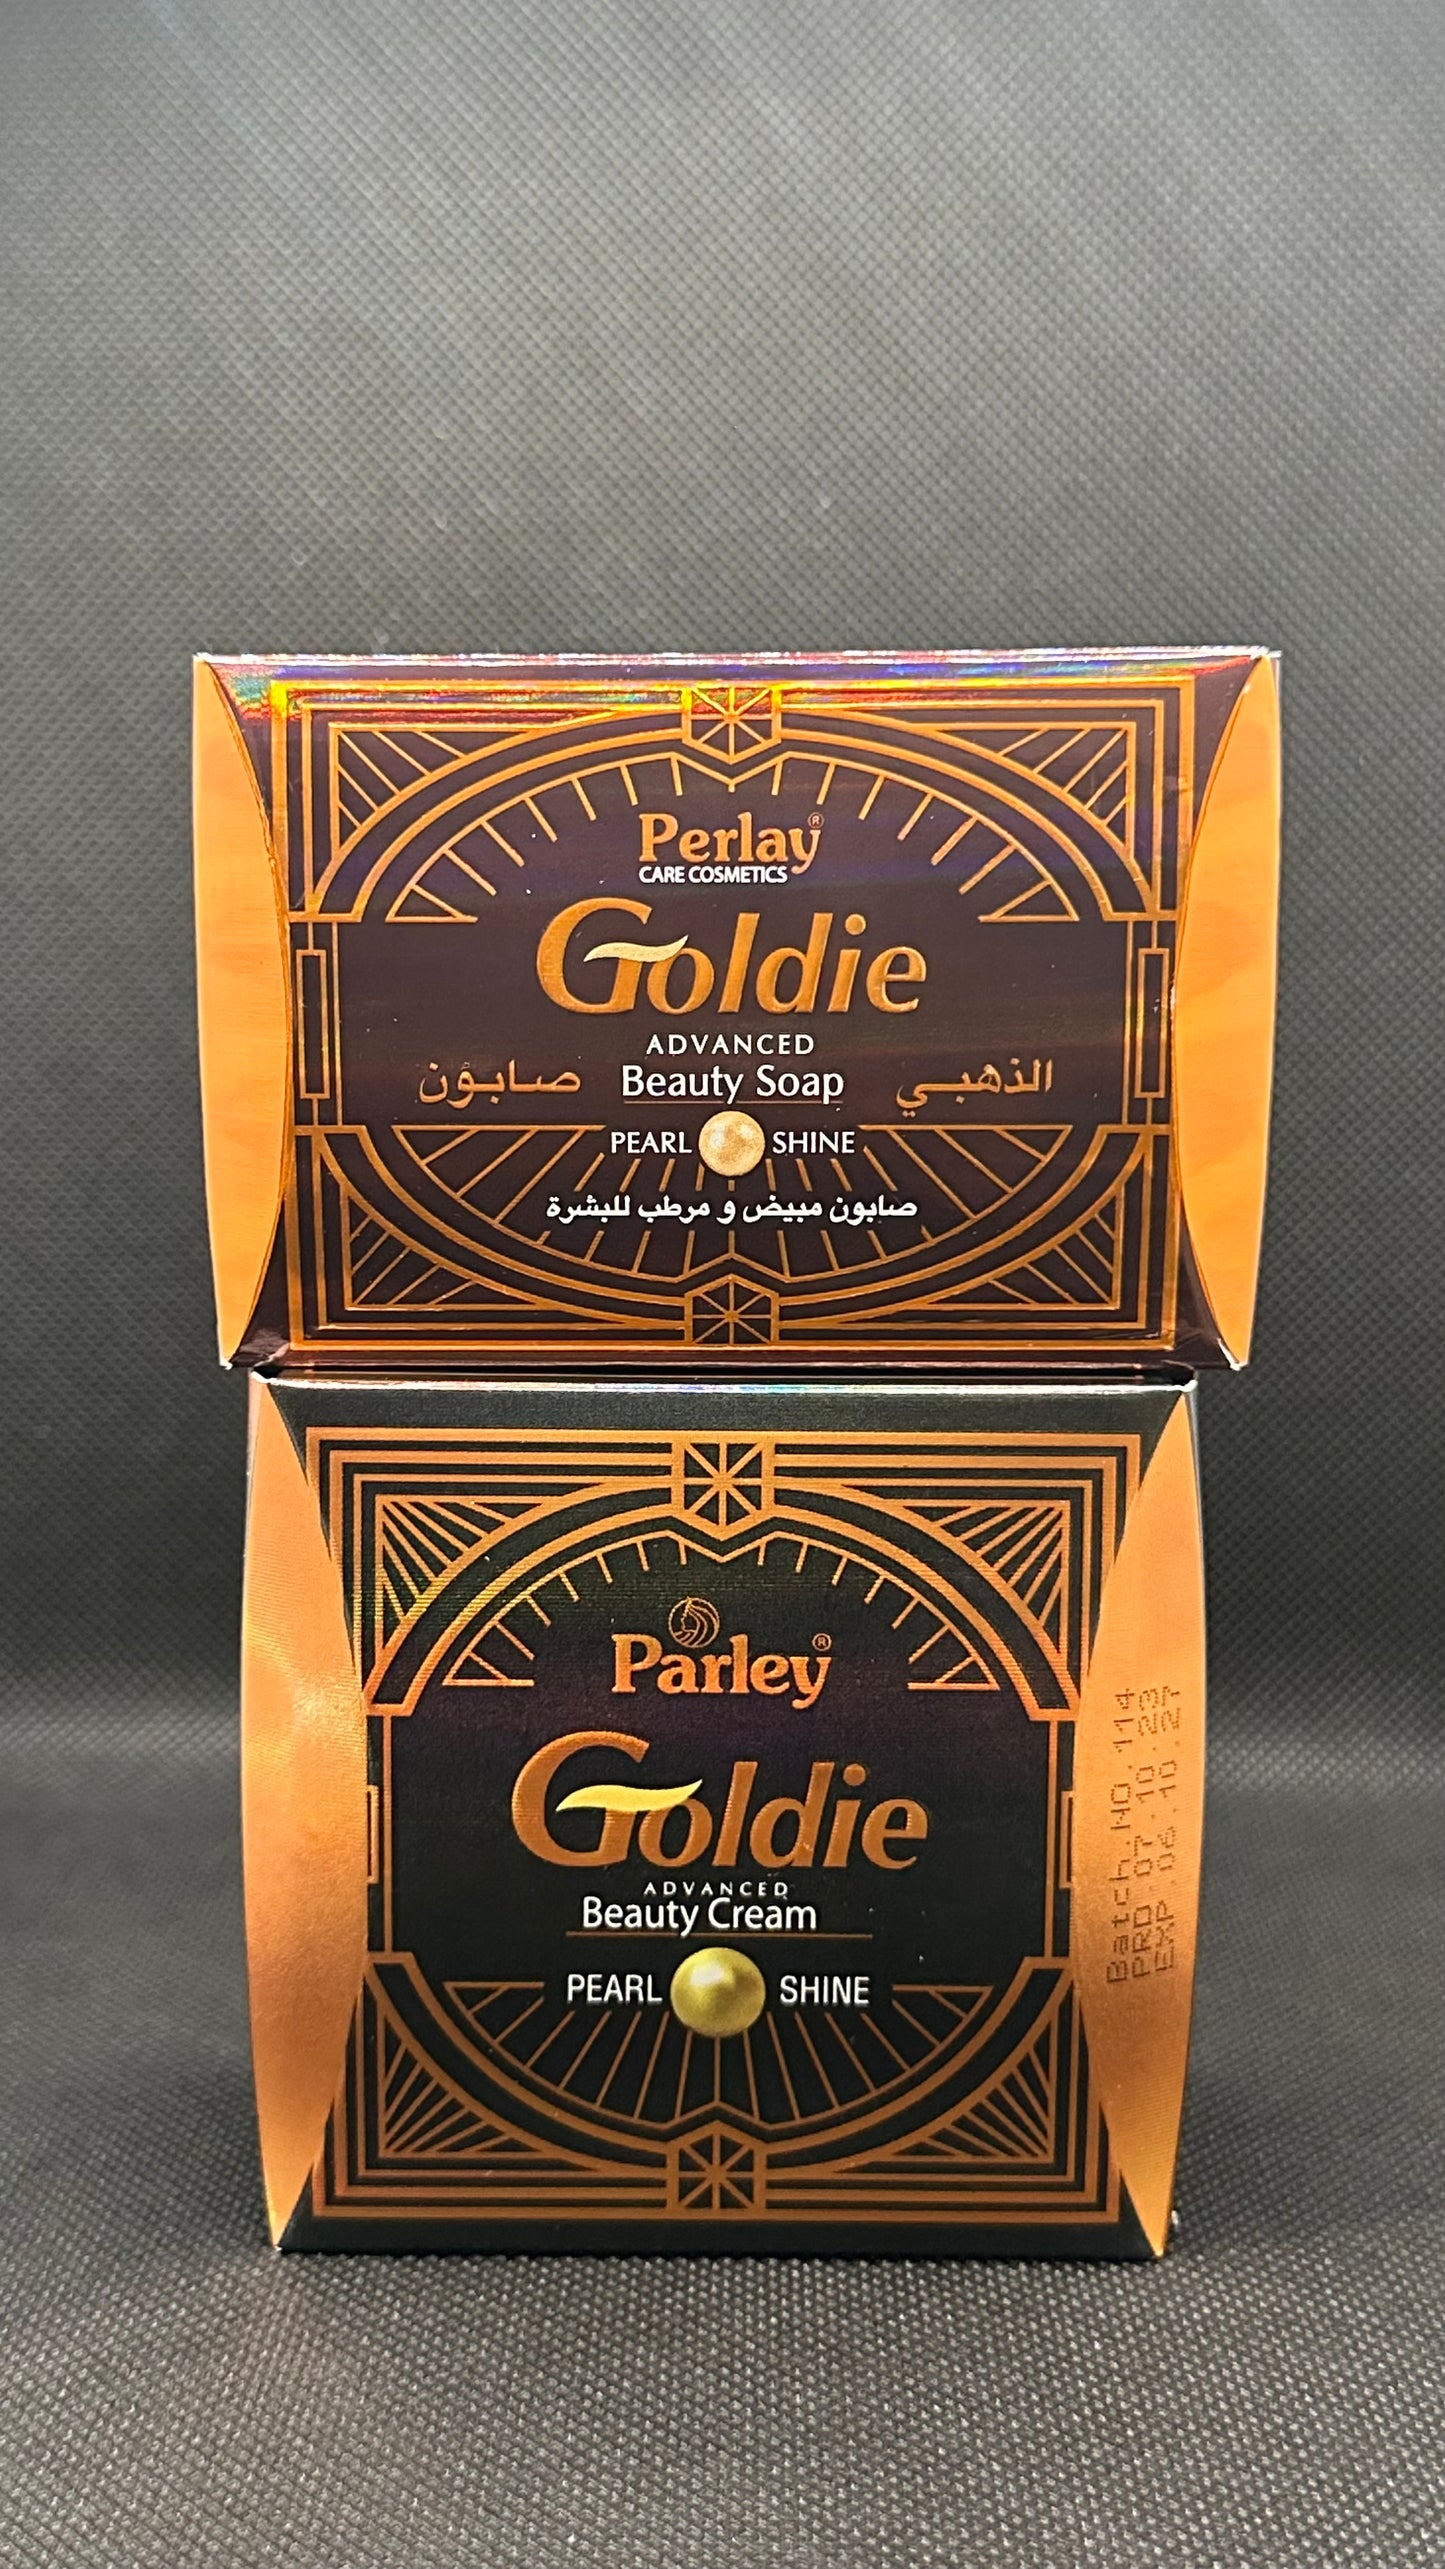 Perlay®
CARE COSMETICS
Goldie
ADVANCED
صابون Beauty Soap الذهبي
PEARL SHINE
صابون مبيض و مرطب للبشرة
Parley®
Goldie
ADVANCED
Beauty Cream
PEARL SHINE
Batch.NO.114
PRD.07.10.23
EXP.06.10.27